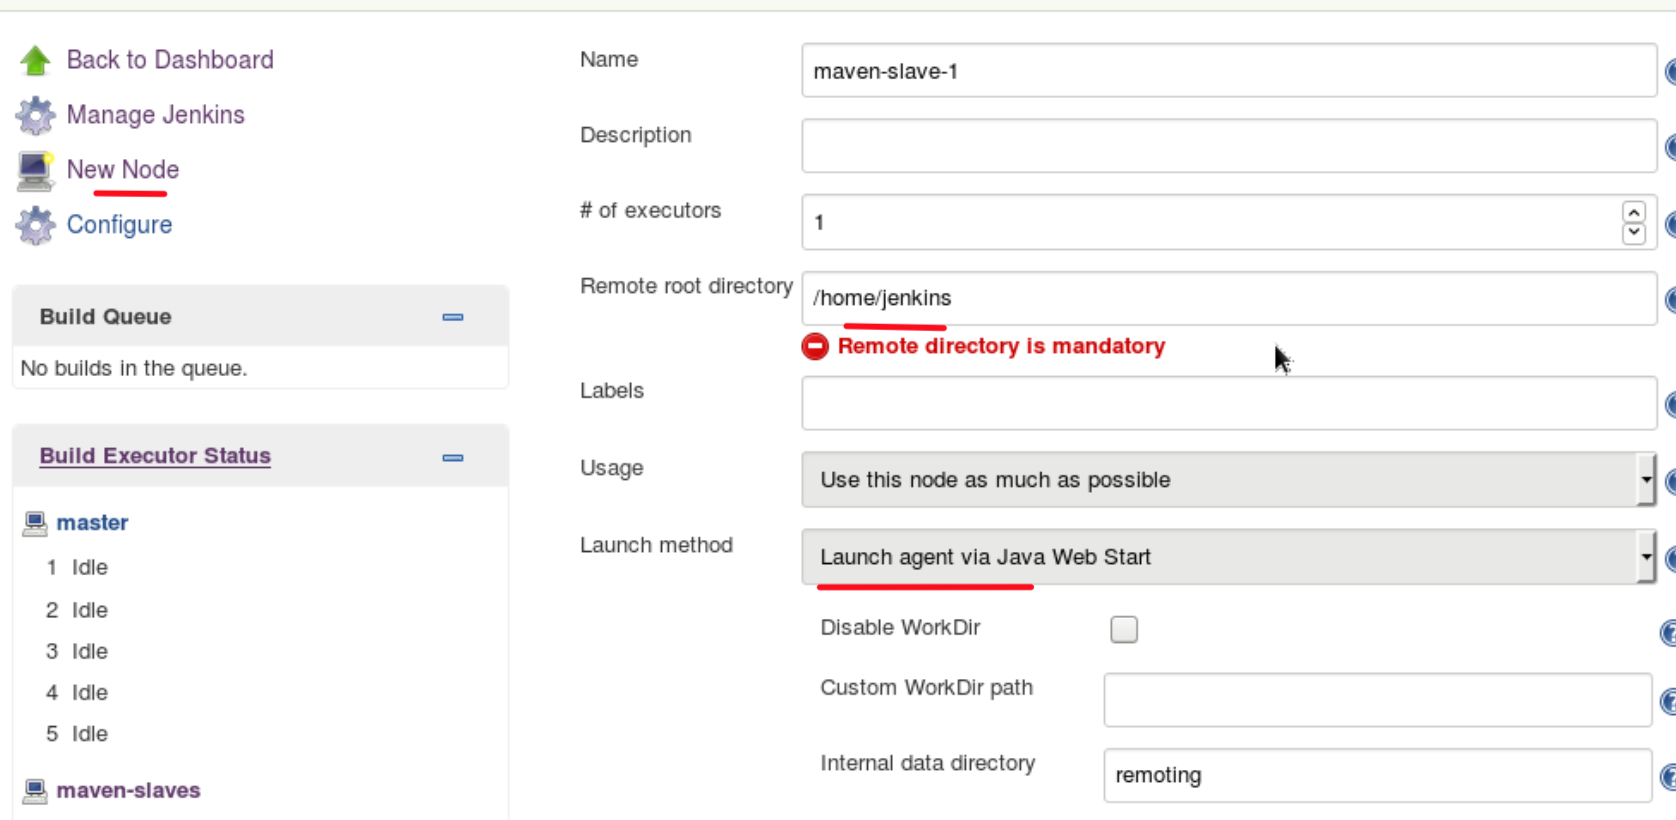 Back to Dashboard
Manage Jenkins
New Node
Configure
Build Queue
No builds in the queue.
Build Executor Status
master
1 Idle
2 Idle
3 Idle
4 Idle
5 Idle
maven-slaves
Name
maven-slave-1
Description
# of executors
1
Remote root directory
/home/jenkins
Remote directory is mandatory
Labels
Usage
Use this node as much as possible
Launch method
Launch agent via Java Web Start
Disable WorkDir
Custom WorkDir path
Internal data directory
remoting